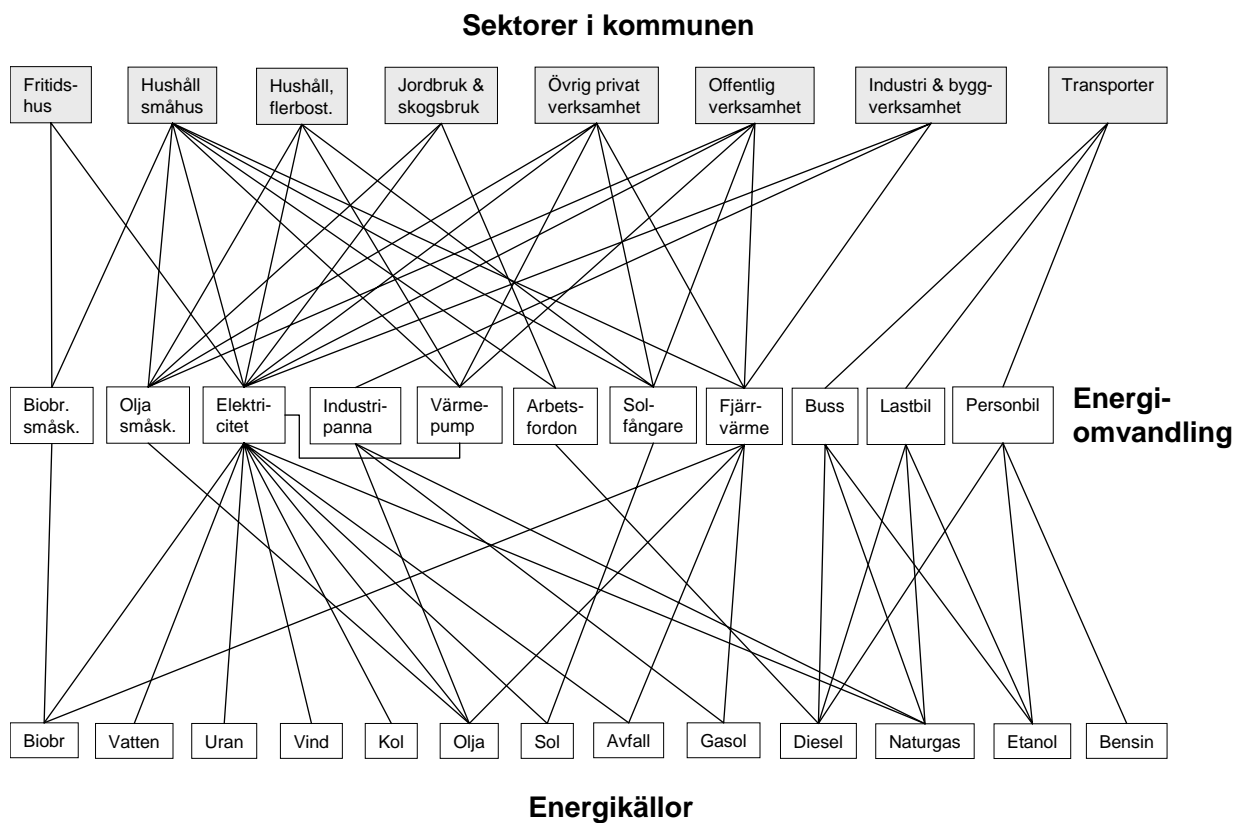 Sektorer i kommunen
Fritids-
hus
Hushåll
småhus
Hushåll,
flerbost.
Jordbruk &
skogsbruk
Övrig privat
verksamhet
Offentlig
verksamhet
Industri & bygg-
verksamhet
Transporter
Biobr.
småsk.
Olja
småsk.
Elektri-
citet
Industri-
panna
Värme-
pump
Arbets-
fordon
Sol-
fångare
Fjärr-
värme
Buss
Lastbil
Personbil
Energi-
omvandling
Biobr
Vatten
Uran
Vind
Kol
Olja
Sol
Avfall
Gasol
Diesel
Naturgas
Etanol
Bensin
Energikällor